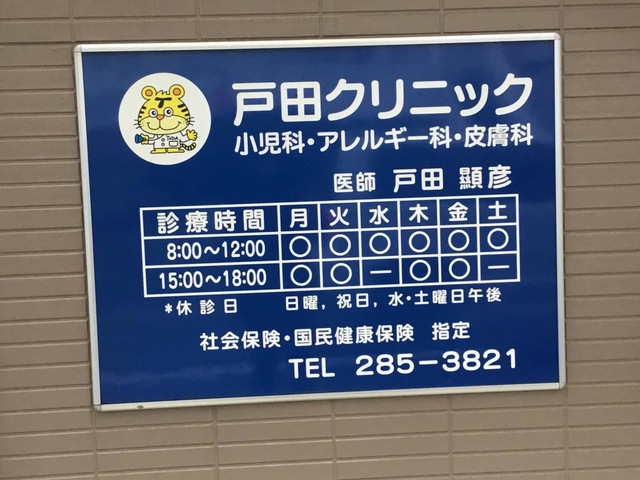 戸田クリニック
小児科・アレルギー科・皮膚科
医師 戸田 顯彦
診療時間 月 火 水 木 金 土
8:00〜12:00 ○ ○ ○ ○ ○ ○
15:00〜18:00 ○ ○ ー ○ ○ ー
*休診日 日曜,祝日,水・土曜日午後
社会保険・国民健康保険 指定
TEL 285-3821